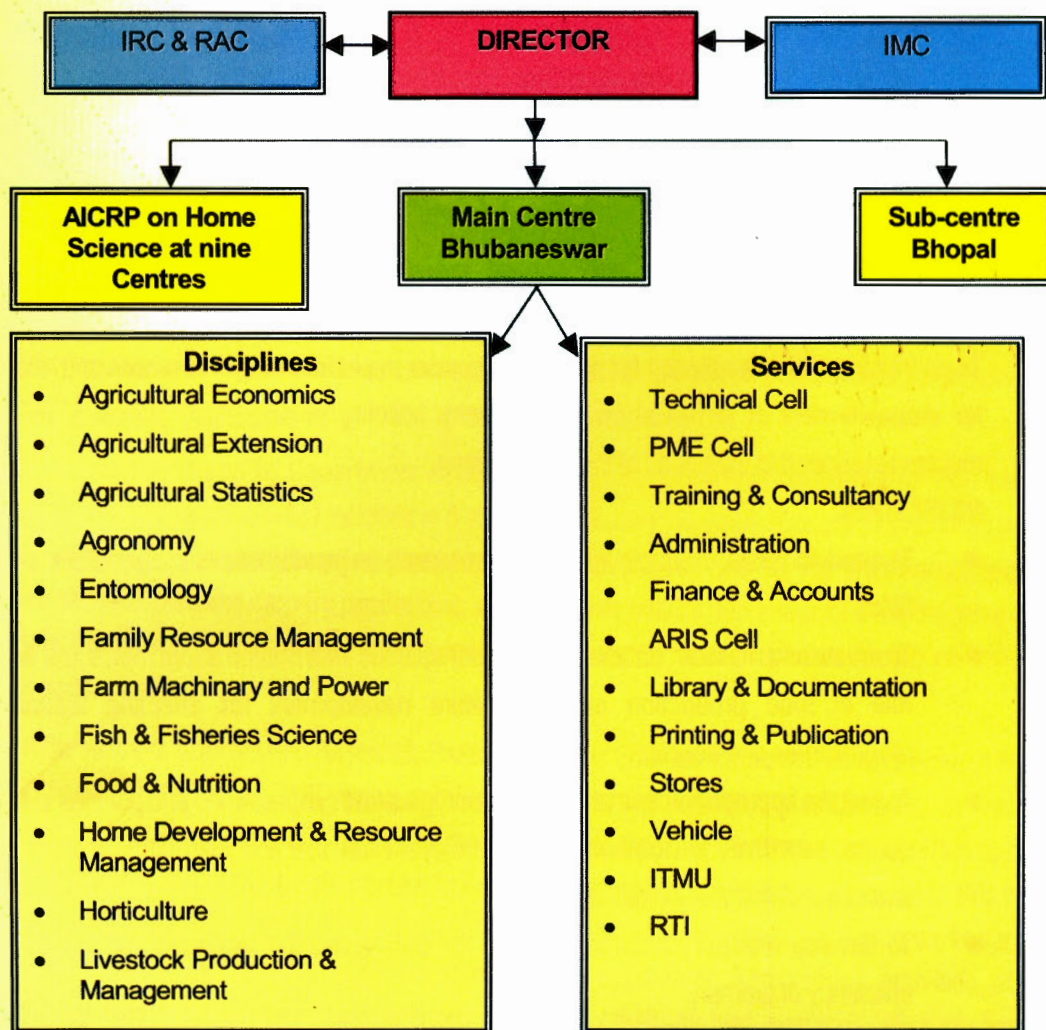 IRC & RAC
DIRECTOR
IMC
AICRP on Home
Science at nine
Centres
Main Centre
Bhubaneswar
Sub-centre
Bhopal
Disciplines
• Agricultural Economics
• Agricultural Extension
• Agricultural Statistics
• Agronomy
• Entomology
• Family Resource Management
• Farm Machinary and Power
• Fish & Fisheries Science
• Food & Nutrition
• Home Development & Resource
Management
• Horticulture
• Livestock Production &
Management
Services
• Technical Cell
• PME Cell
• Training & Consultancy
• Administration
• Finance & Accounts
• ARIS Cell
• Library & Documentation
• Printing & Publication
• Stores
• Vehicle
• ITMU
• RTI